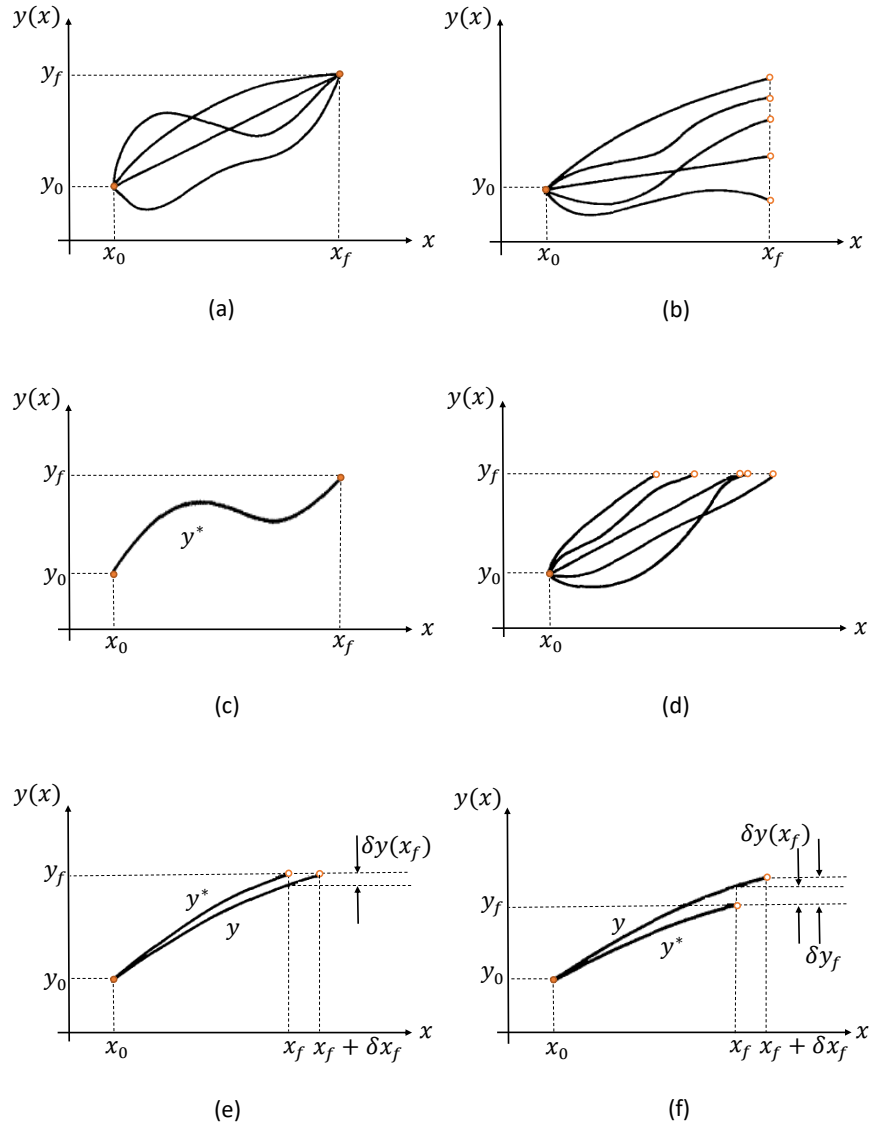 y(x)
y_f
y_0
x_0
x_f
x
(a)
y(x)
y_0
x_0
x_f
x
(b)
y(x)
y_f
y*
y_0
x_0
x_f
x
(c)
y(x)
y_f
y_0
x_0
x
(d)
y(x)
δy(x_f)
y_f
y*
y
y_0
x_0
x_f
x_f + δx_f
x
(e)
y(x)
δy(x_f)
y_f
y
y*
δy_f
y_0
x_0
x_f
x_f + δx_f
x
(f)